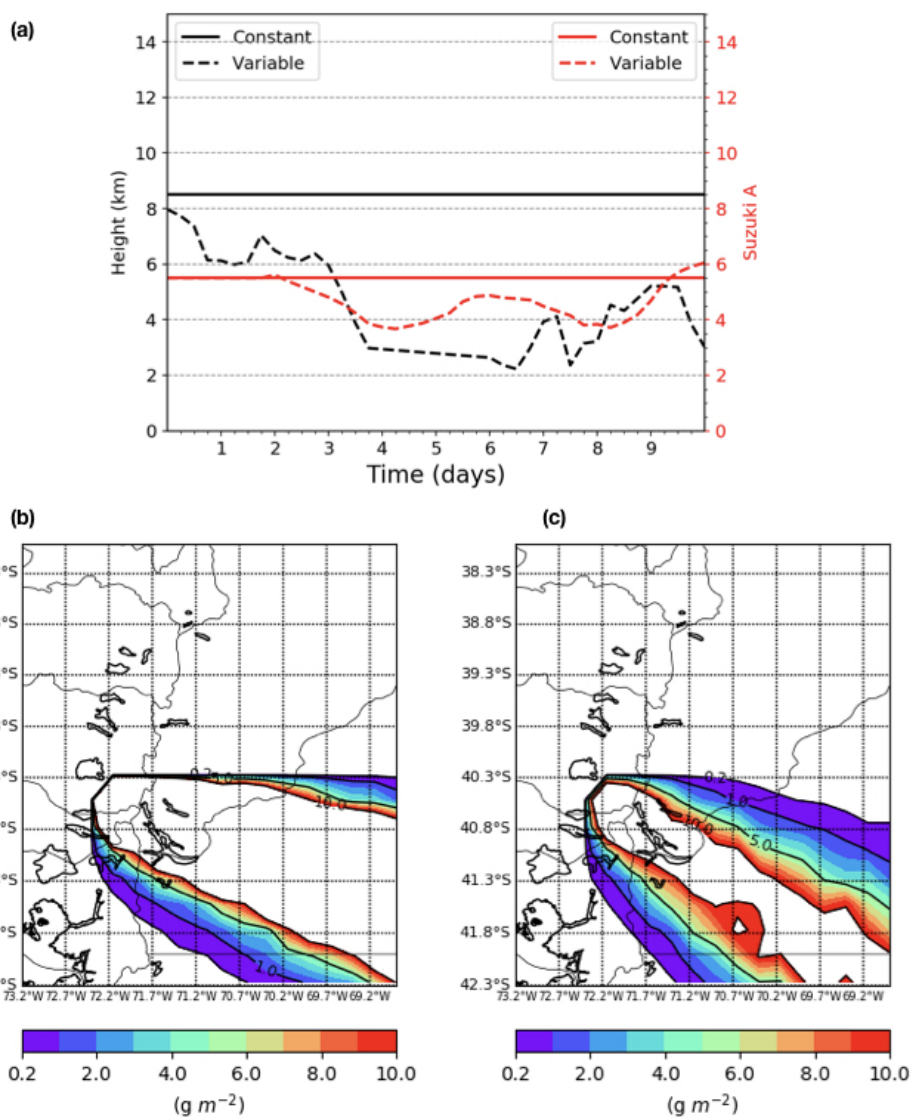 (a)
Constant
Variable
Constant
Variable
14
12
10
8
6
4
2
0
Height (km)
14
12
10
8
6
4
2
0
Suzuki A
1 2 3 4 5 6 7 8 9
Time (days)
(b)
(c)
°S
°S
°S
°S
°S
°S
°S
°S
°S
10.0
1.0
73.2°W 72.7°W 72.2°W 71.7°W 71.2°W 70.7°W 70.2°W 69.7°W 69.2°W
38.3°S
38.8°S
39.3°S
39.8°S
40.3°S
40.8°S
41.3°S
41.8°S
42.3°S
0.2
1.0
10.0
5.0
73.2°W 72.7°W 72.2°W 71.7°W 71.2°W 70.7°W 70.2°W 69.7°W 69.2°W
0.2 2.0 4.0 6.0 8.0 10.0
(g m⁻²)
0.2 2.0 4.0 6.0 8.0 10.0
(g m⁻²)